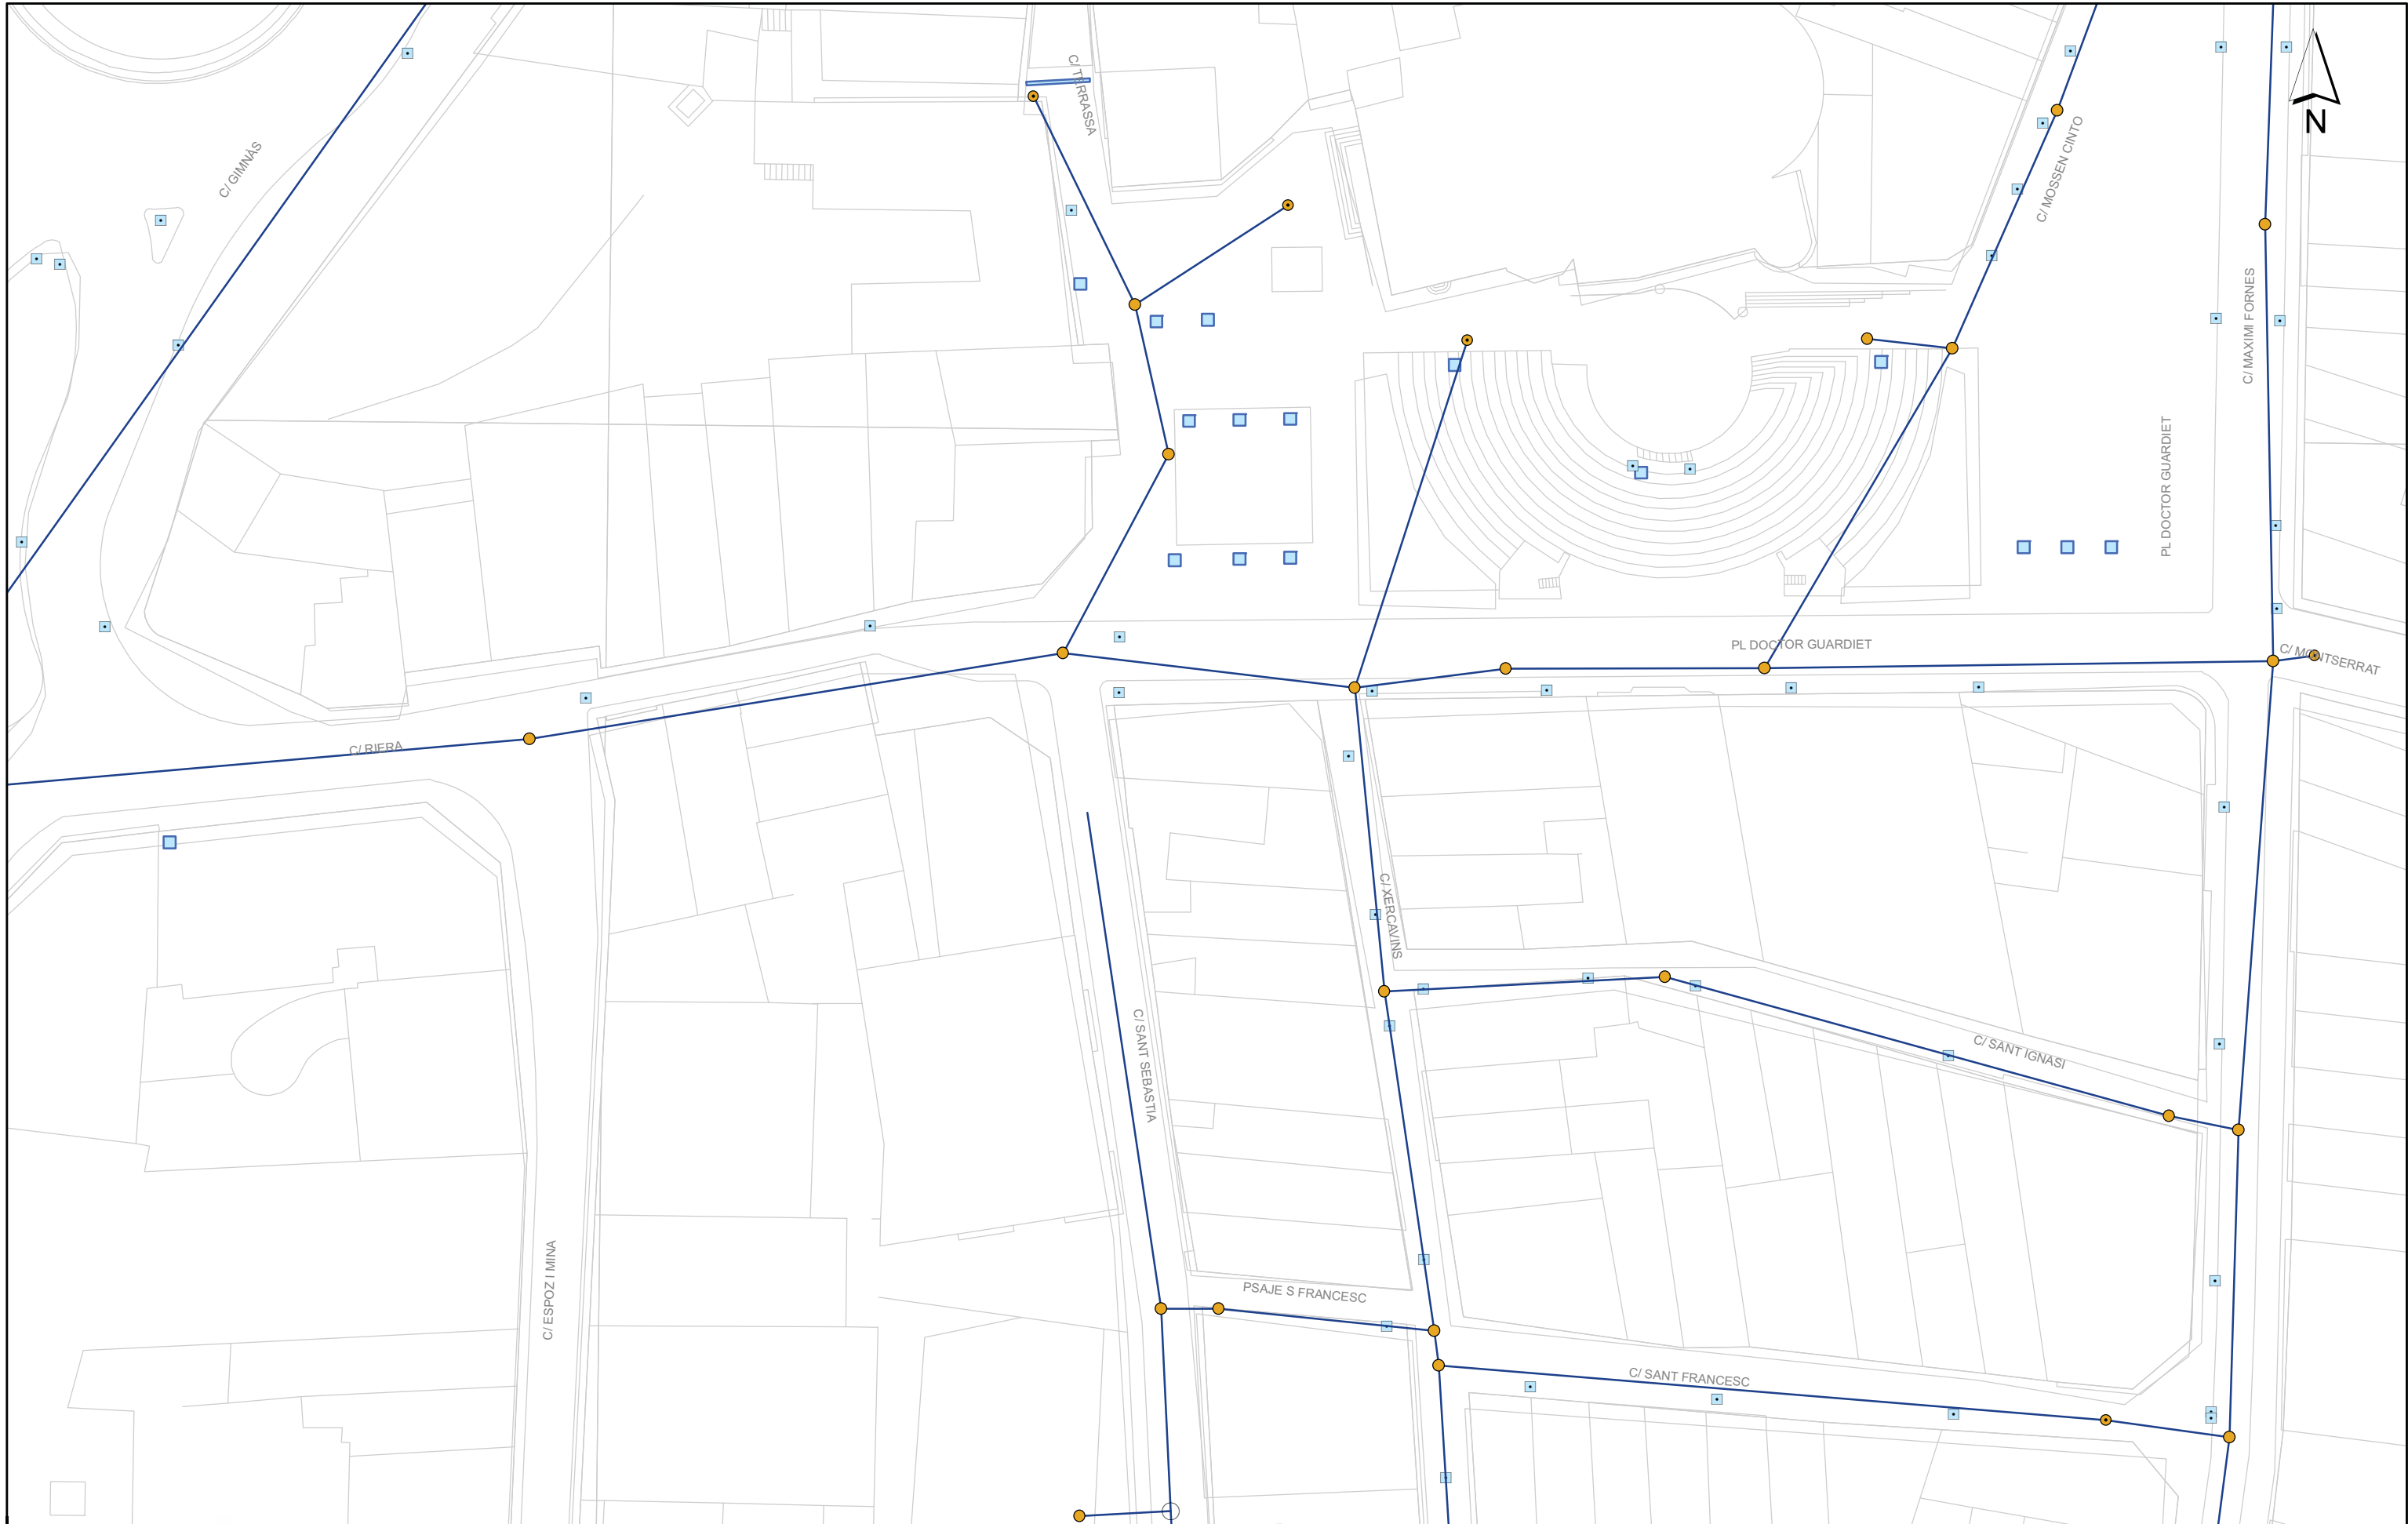 C/ TERRASSA
N
C/ GIMNÀS
C/ MOSSEN CINTO
C/ MAXIMI FORNES
PL DOCTOR GUARDIET
PL DOCTOR GUARDIET
C/ MONTSERRAT
C/ RIERA
C/ XERCAVINS
C/ SANT SEBASTIA
C/ SANT IGNASI
C/ ESPOZ I MINA
PSAJE S FRANCESC
C/ SANT FRANCESC